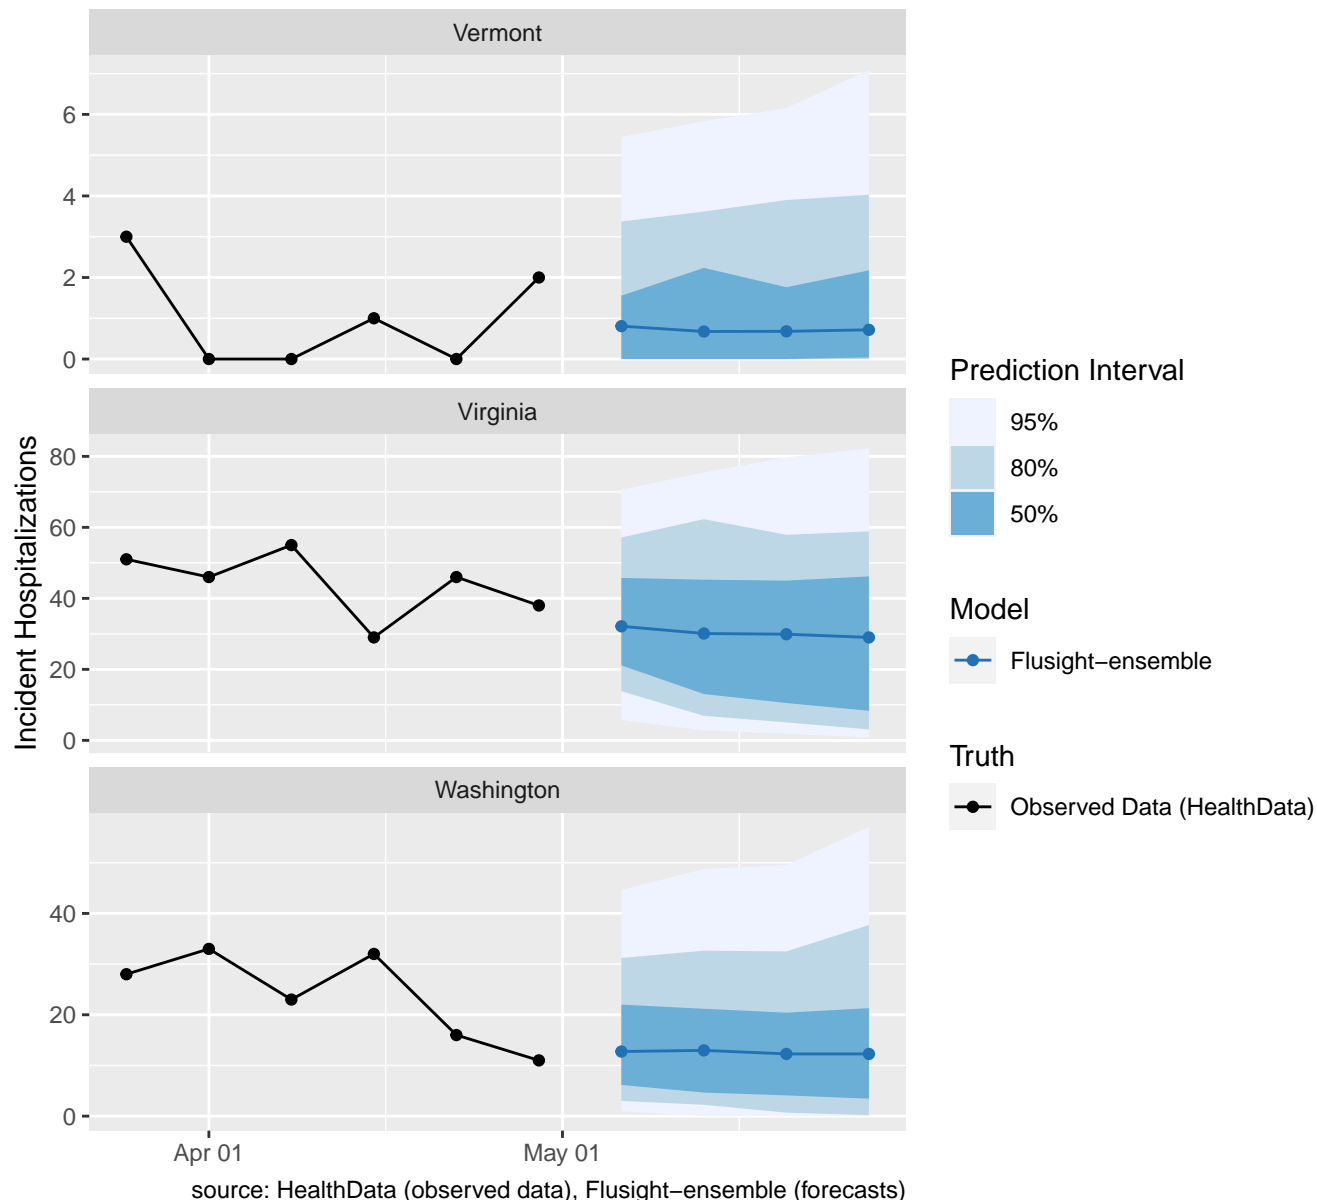 Vermont
6
4
2
0
Virginia
80
60
40
20
0
Washington
40
20
0
Apr 01
May 01
Incident Hospitalizations
source: HealthData (observed data), Flusight−ensemble (forecasts)
Prediction Interval
95%
80%
50%
Model
Flusight−ensemble
Truth
Observed Data (HealthData)